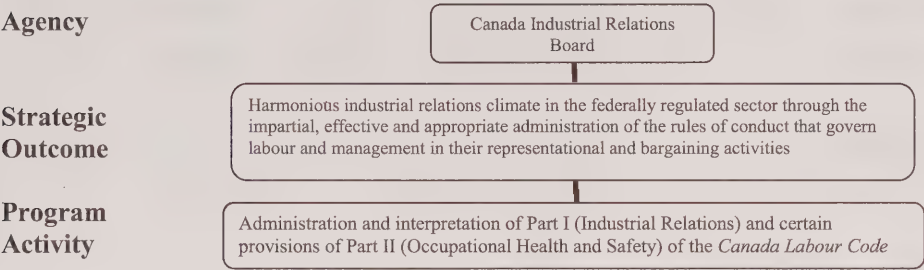 Agency
Canada Industrial Relations
Board
Strategic
Outcome
Harmonious industrial relations climate in the federally regulated sector through the
impartial, effective and appropriate administration of the rules of conduct that govern
labour and management in their representational and bargaining activities
Program
Activity
Administration and interpretation of Part I (Industrial Relations) and certain
provisions of Part II (Occupational Health and Safety) of the Canada Labour Code